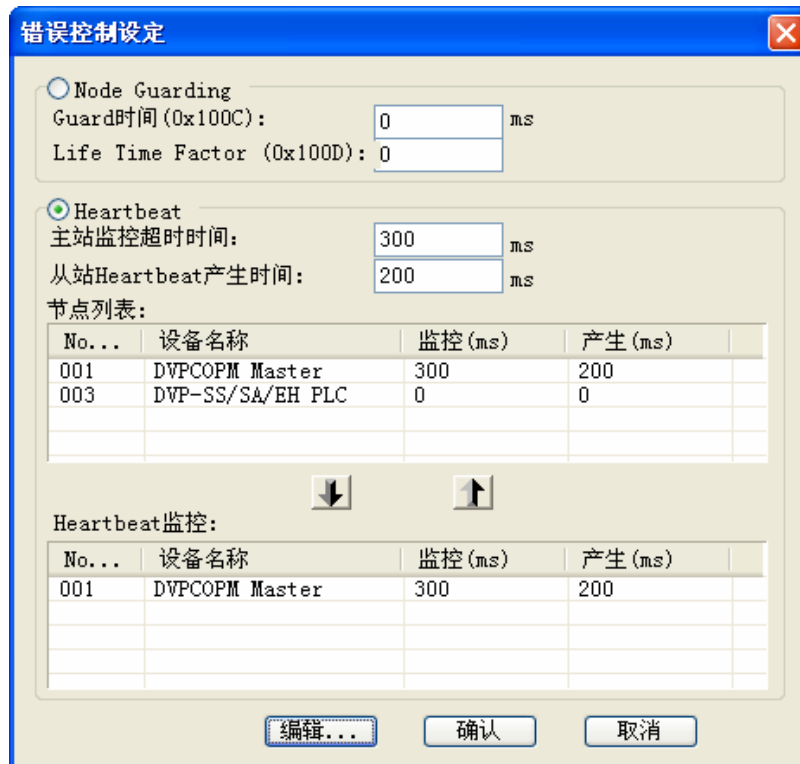 错误控制设定
Node Guarding
Guard时间(0x100C): 0 ms
Life Time Factor (0x100D): 0
Heartbeat
主站监控超时时间: 300 ms
从站Heartbeat产生时间: 200 ms
节点列表:
No... 设备名称 监控(ms) 产生(ms)
001 DVPCOPM Master 300 200
003 DVP-SS/SA/EH PLC 0 0
Heartbeat监控:
No... 设备名称 监控(ms) 产生(ms)
001 DVPCOPM Master 300 200
编辑... 确认 取消